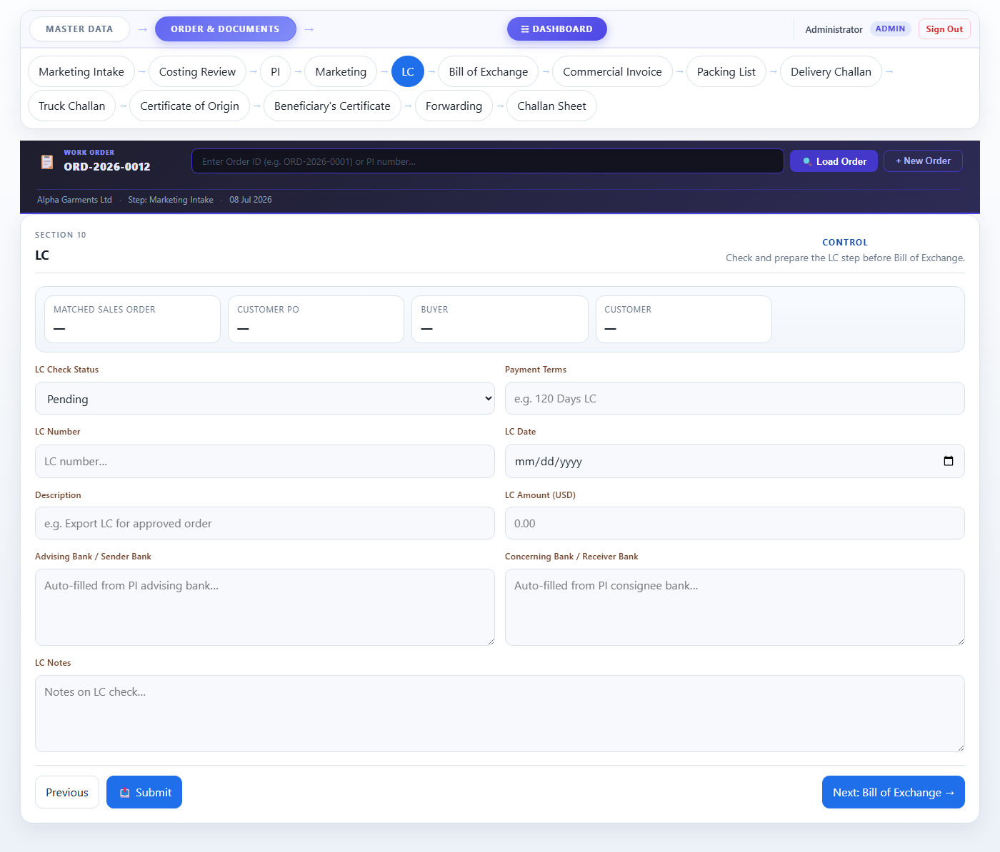 MASTER DATA → ORDER & DOCUMENTS → DASHBOARD Administrator ADMIN Sign Out
Marketing Intake → Costing Review → PI → Marketing → LC → Bill of Exchange → Commercial Invoice → Packing List → Delivery Challan →
Truck Challan → Certificate of Origin → Beneficiary's Certificate → Forwarding → Challan Sheet
WORK ORDER
ORD-2026-0012
Enter Order ID (e.g. ORD-2026-0001) or PI number...
Load Order
+ New Order
Alpha Garments Ltd · Step: Marketing Intake · 08 Jul 2026
SECTION 10
LC
CONTROL
Check and prepare the LC step before Bill of Exchange.
MATCHED SALES ORDER
—
CUSTOMER PO
—
BUYER
—
CUSTOMER
—
LC Check Status
Pending
Payment Terms
e.g. 120 Days LC
LC Number
LC number...
LC Date
mm/dd/yyyy
Description
e.g. Export LC for approved order
LC Amount (USD)
0.00
Advising Bank / Sender Bank
Auto-filled from PI advising bank...
Concerning Bank / Receiver Bank
Auto-filled from PI consignee bank...
LC Notes
Notes on LC check...
Previous
Submit
Next: Bill of Exchange →